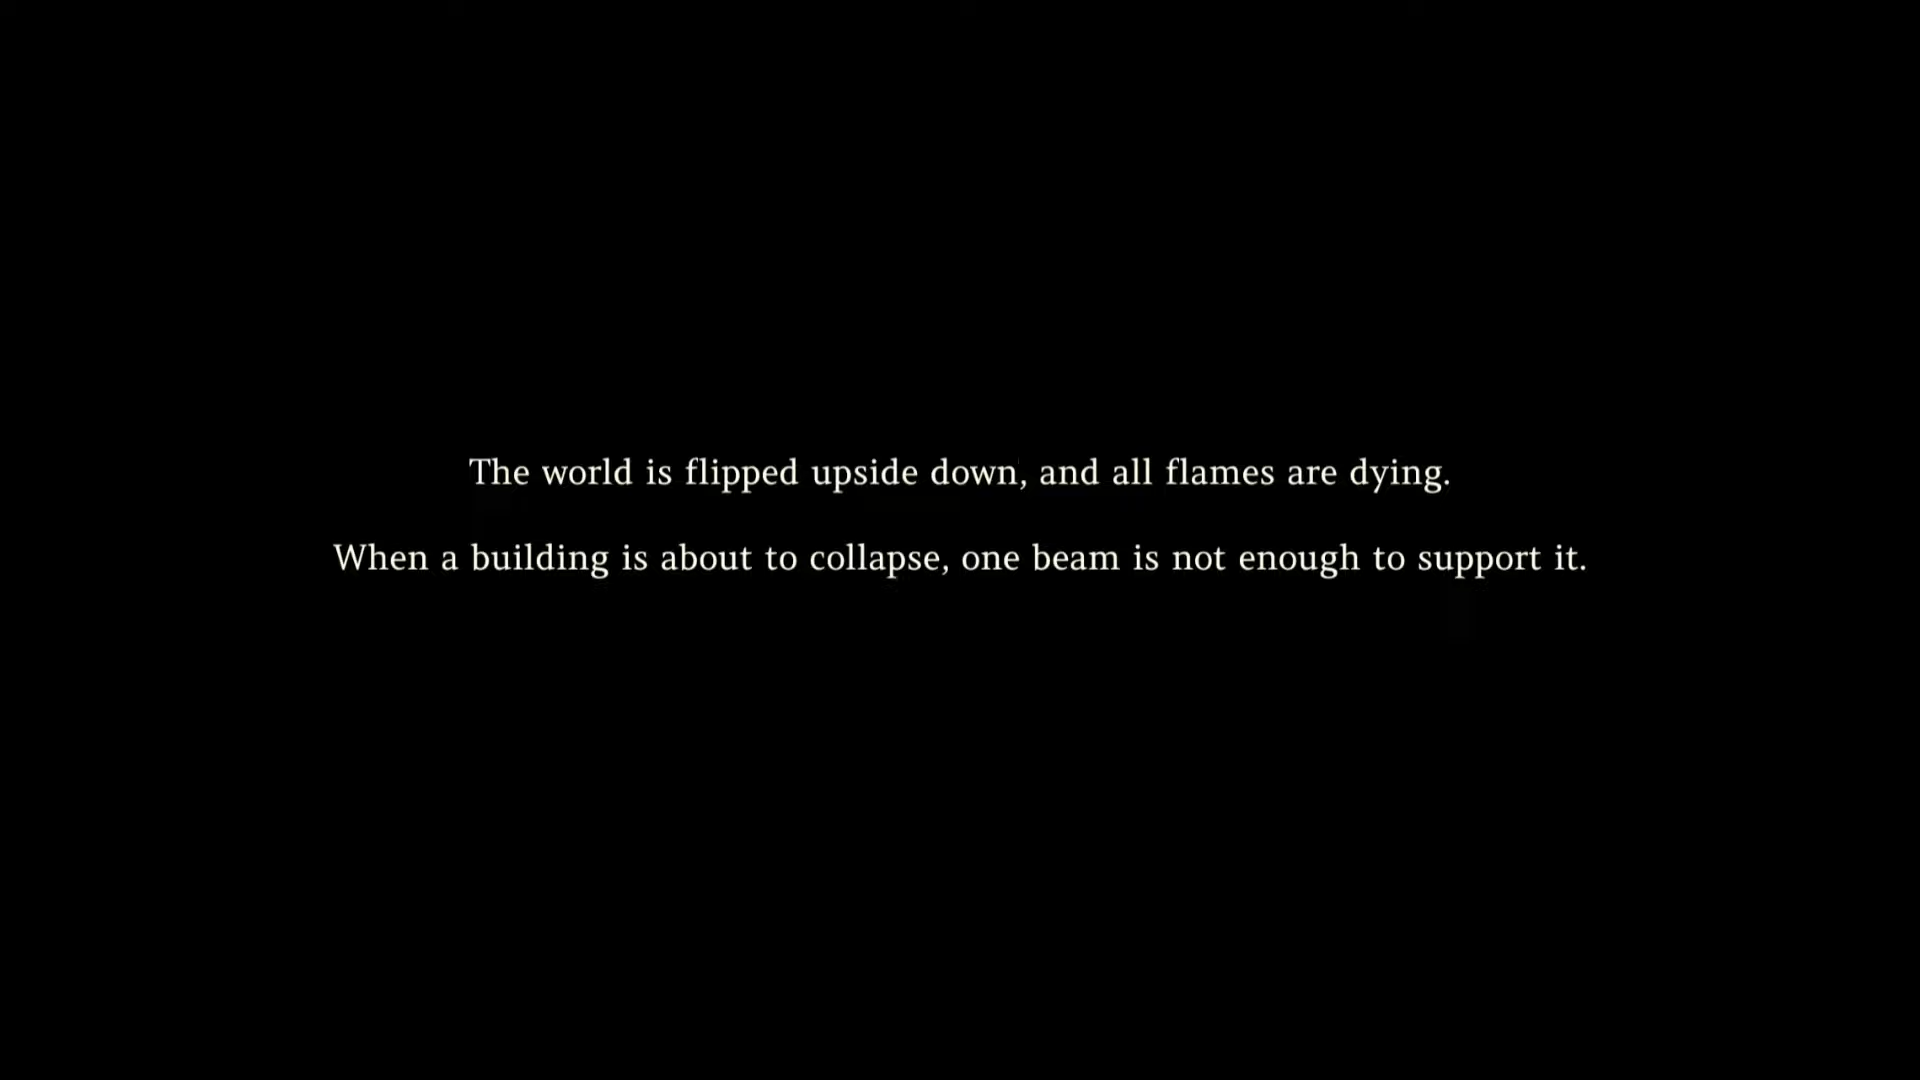 The world is flipped upside down, and all flames are dying.
When a building is about to collapse, one beam is not enough to support it.